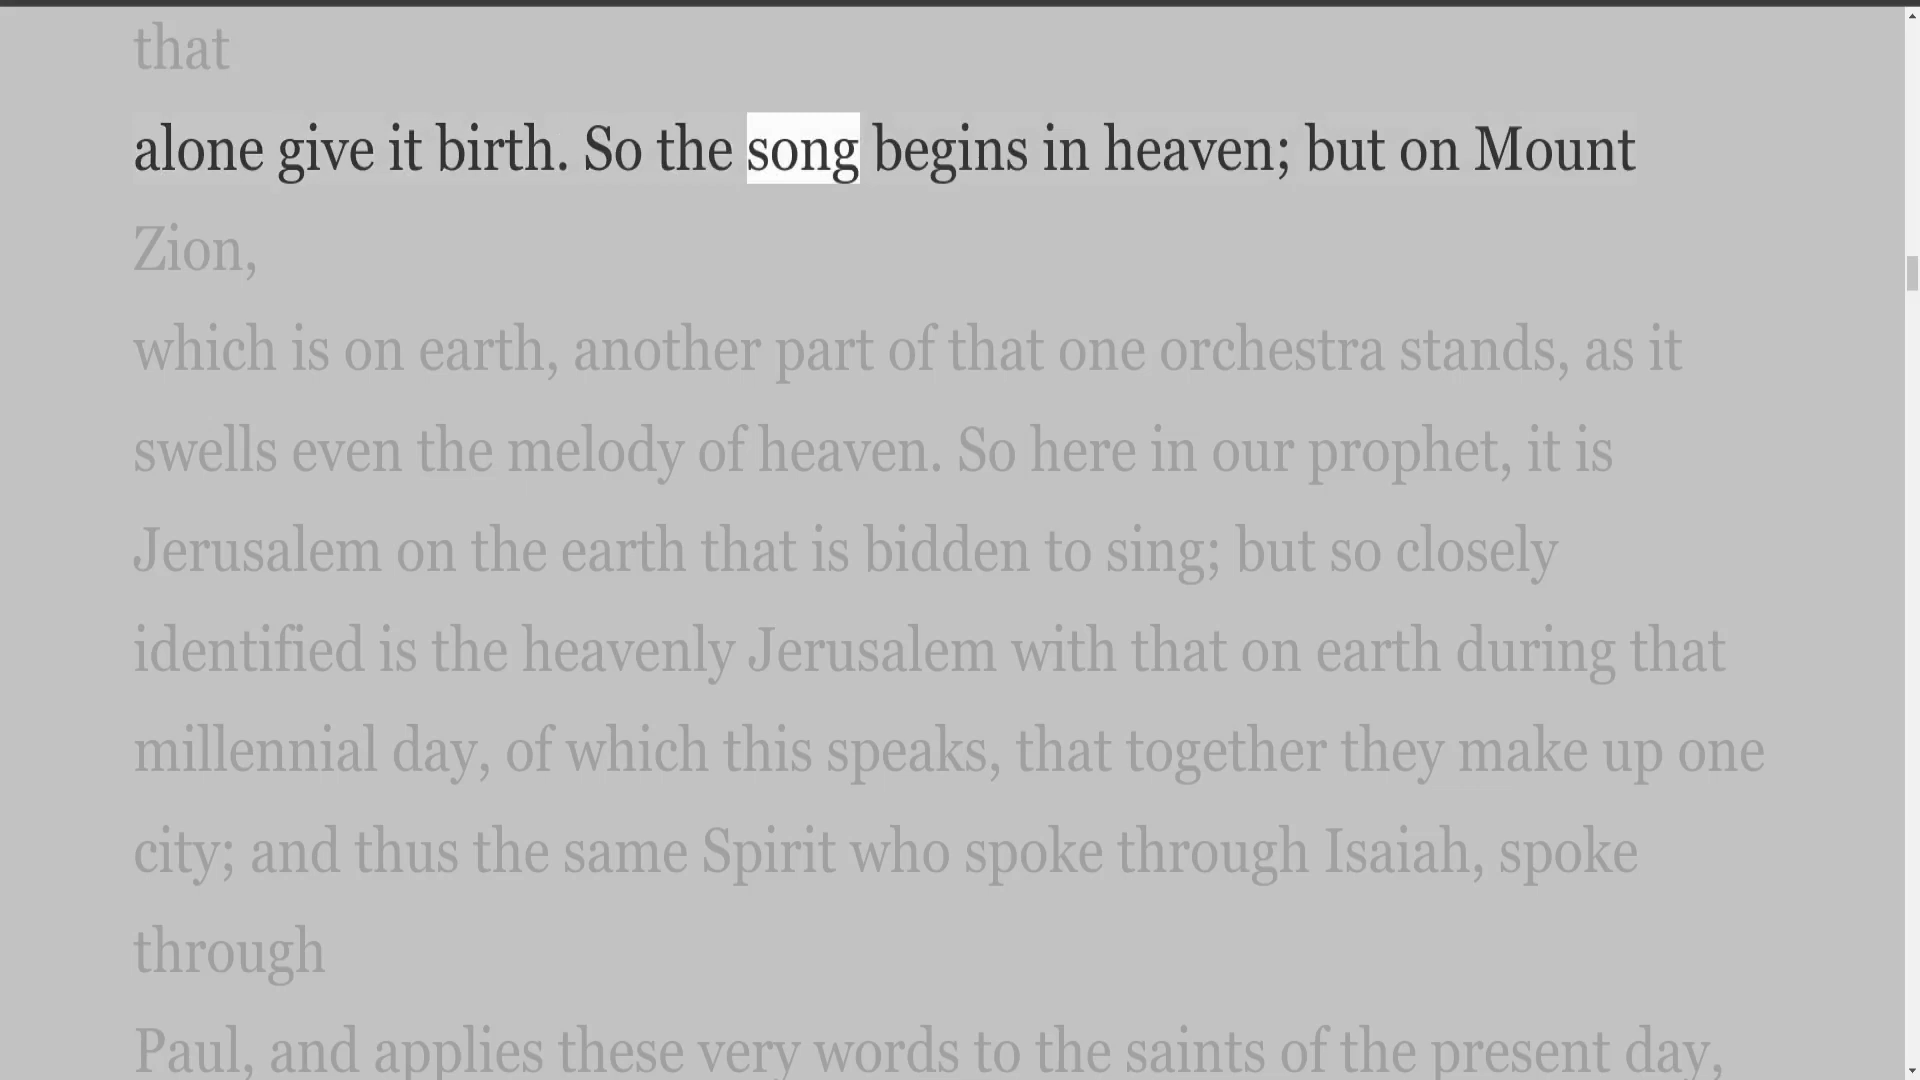 that
alone give it birth. So the song begins in heaven; but on Mount
Zion,
which is on earth, another part of that one orchestra stands, as it
swells even the melody of heaven. So here in our prophet, it is
Jerusalem on the earth that is bidden to sing; but so closely
identified is the heavenly Jerusalem with that on earth during that
millennial day, of which this speaks, that together they make up one
city; and thus the same Spirit who spoke through Isaiah, spoke
through
Paul, and applies these very words to the saints of the present day,